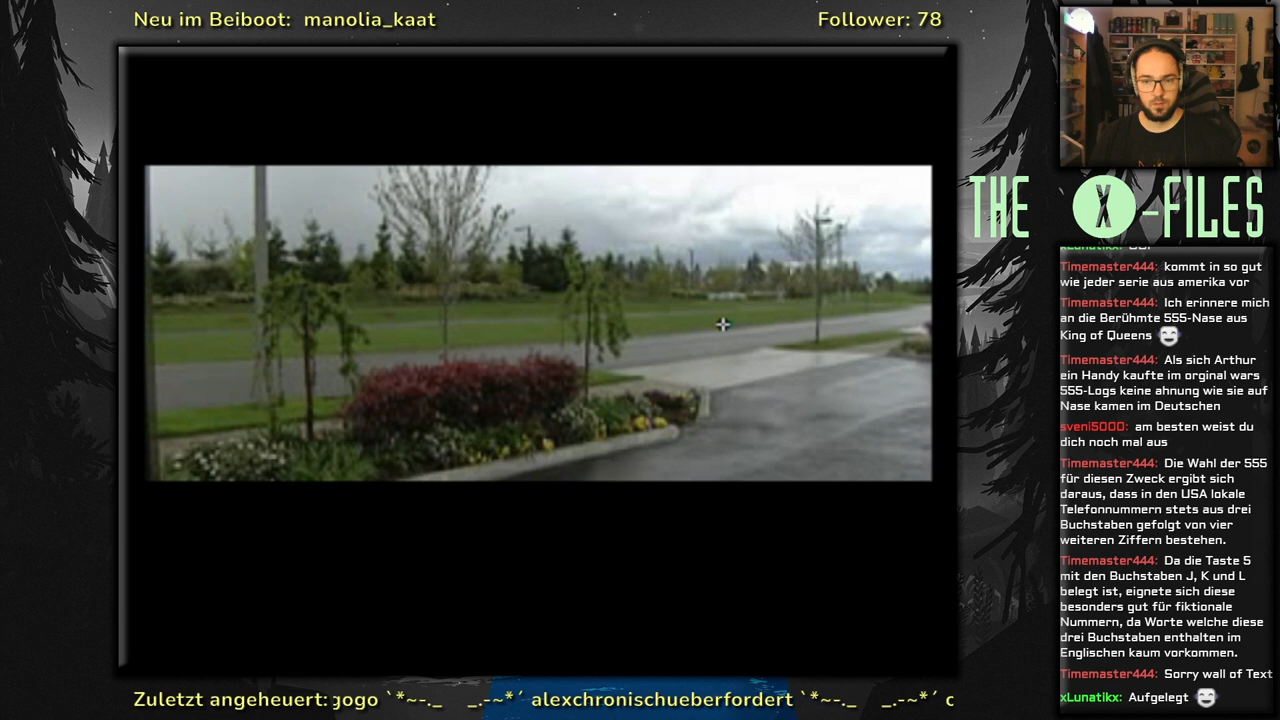 Neu im Beiboot: manolia_kaat
Follower: 78
THE X-FILES
Timemaster444: kommt in so gut
wie jeder serie aus amerika vor
Timemaster444: Ich erinnere mich
an die Berühmte 555-Nase aus
King of Queens
Timemaster444: Als sich Arthur
ein Handy kaufte im orginal wars
555-Logs keine ahnung wie sie auf
Nase kamen im Deutschen
sveni5000: am besten weist du
dich noch mal aus
Timemaster444: Die Wahl der 555
für diesen Zweck ergibt sich
daraus, dass in den USA lokale
Telefonnummern stets aus drei
Buchstaben gefolgt von vier
weiteren Ziffern bestehen.
Timemaster444: Da die Taste 5
mit den Buchstaben J, K und L
belegt ist, eignete sich diese
besonders gut für fiktionale
Nummern, da Worte welche diese
drei Buchstaben enthalten im
Englischen kaum vorkommen.
Timemaster444: Sorry wall of Text
xLunatikx: Aufgelegt
Zuletzt angeheuert: gogo `*~-._ _.-~*´ alexchronischueberfordert `*~-._ _.-~*´ c